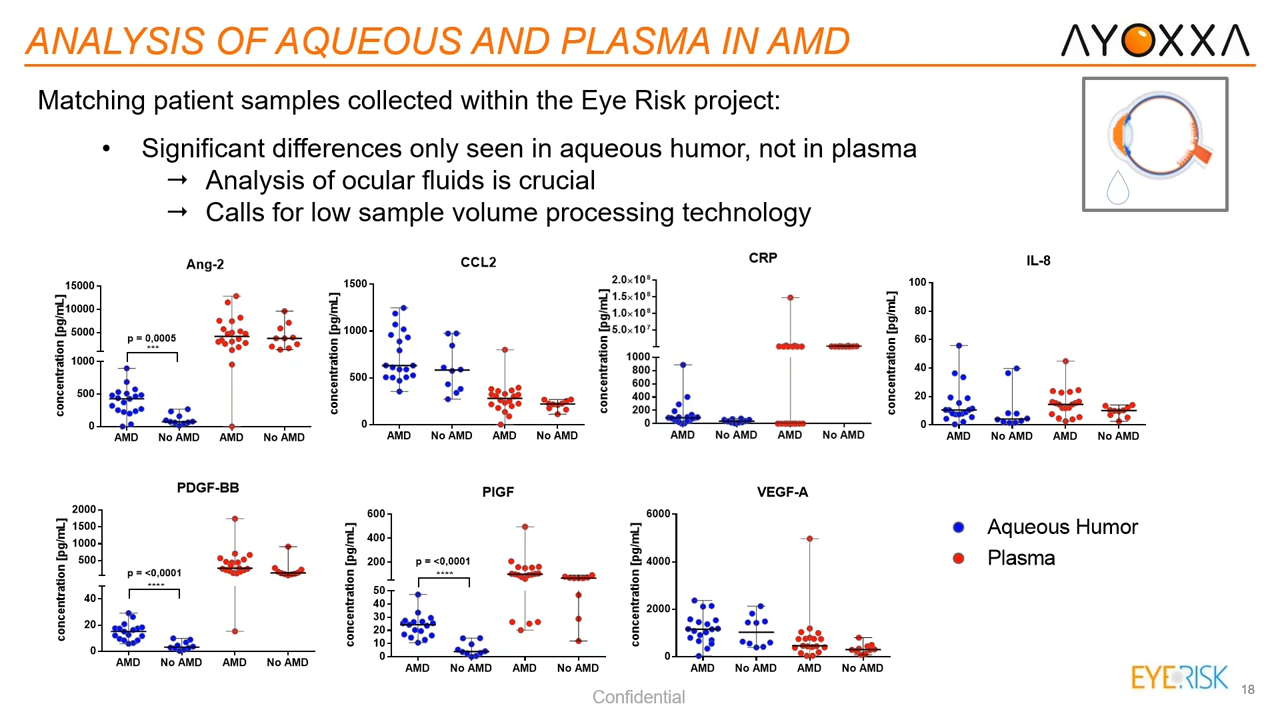 ANALYSIS OF AQUEOUS AND PLASMA IN AMD
AYOXXA
Matching patient samples collected within the Eye Risk project:
• Significant differences only seen in aqueous humor, not in plasma
→ Analysis of ocular fluids is crucial
→ Calls for low sample volume processing technology
Ang-2
concentration [pg/mL]
15000
10000
5000
1000
500
0
p = 0,0005
***
AMD No AMD AMD No AMD
CCL2
concentration [pg/mL]
1500
1000
500
0
AMD No AMD AMD No AMD
CRP
concentration [pg/mL]
2.0×10⁸
1.5×10⁸
1.0×10⁸
5.0×10⁷
1000
800
600
400
200
0
AMD No AMD AMD No AMD
IL-8
concentration [pg/mL]
100
80
60
40
20
0
AMD No AMD AMD No AMD
PDGF-BB
concentration [pg/mL]
2000
1500
1000
500
40
20
0
p = <0,0001
****
AMD No AMD AMD No AMD
PIGF
concentration [pg/mL]
600
400
200
50
40
30
20
10
0
p = <0,0001
****
AMD No AMD AMD No AMD
VEGF-A
concentration [pg/mL]
6000
4000
2000
0
AMD No AMD AMD No AMD
Aqueous Humor
Plasma
EYERISK
Confidential
18